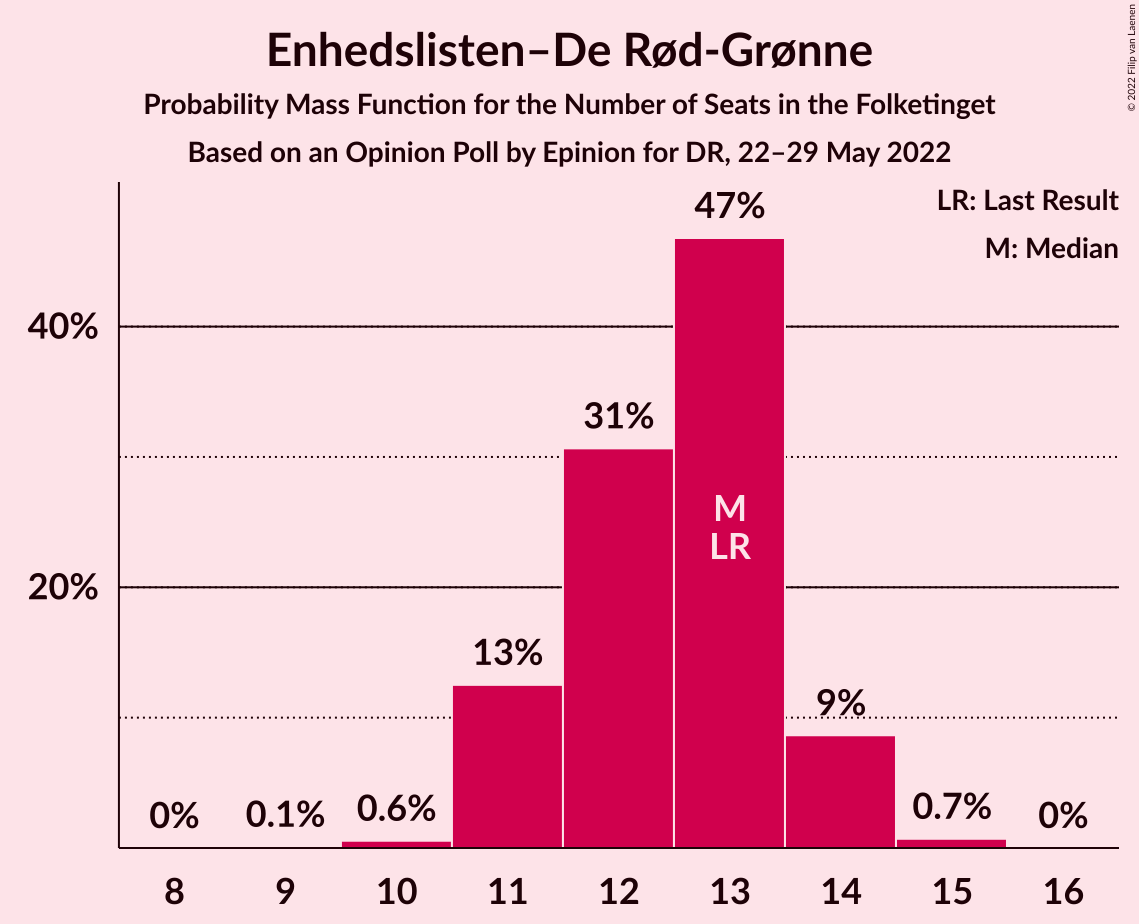 Enhedslisten–De Rød-Grønne
Probability Mass Function for the Number of Seats in the Folketinget
Based on an Opinion Poll by Epinion for DR, 22–29 May 2022
© 2022 Filip van Laenen
LR: Last Result
M: Median
40%
20%
0%
0.1%
0.6%
13%
31%
47%
M
LR
9%
0.7%
0%
8 9 10 11 12 13 14 15 16